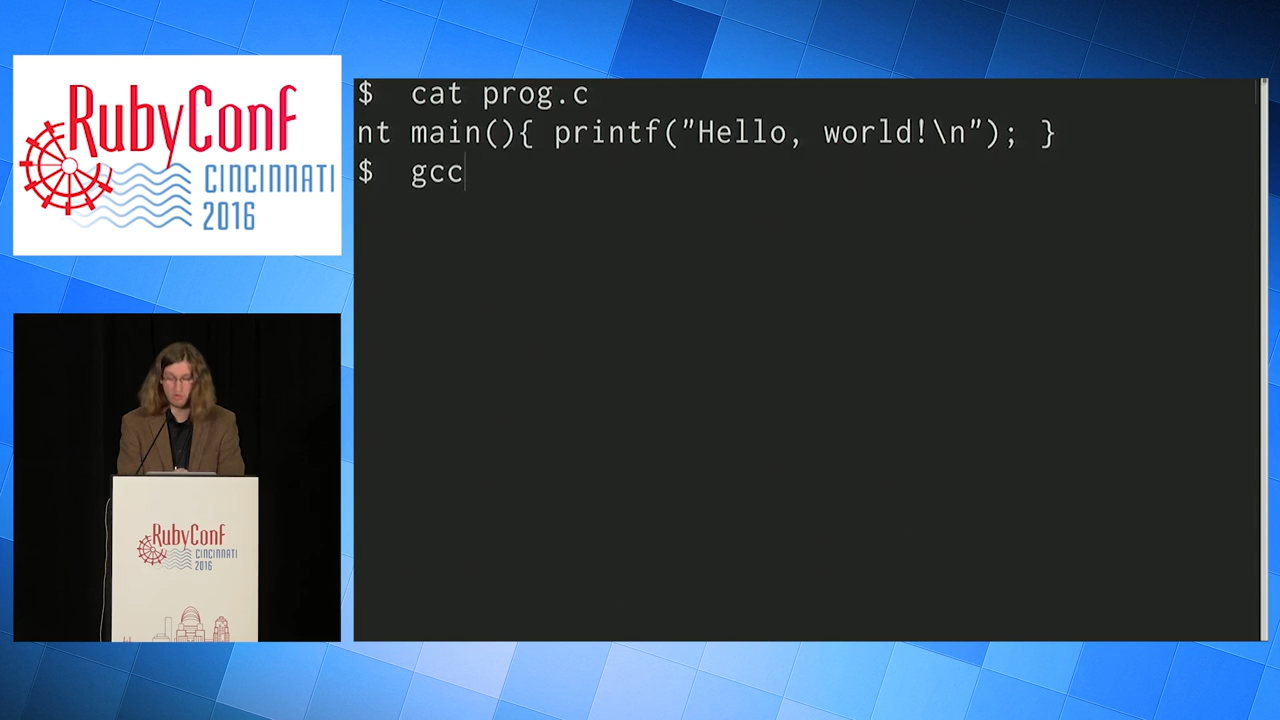 RubyConf
CINCINNATI
2016
$ cat prog.c
nt main(){ printf("Hello, world!\n"); }
$ gcc
RubyConf
CINCINNATI
2016